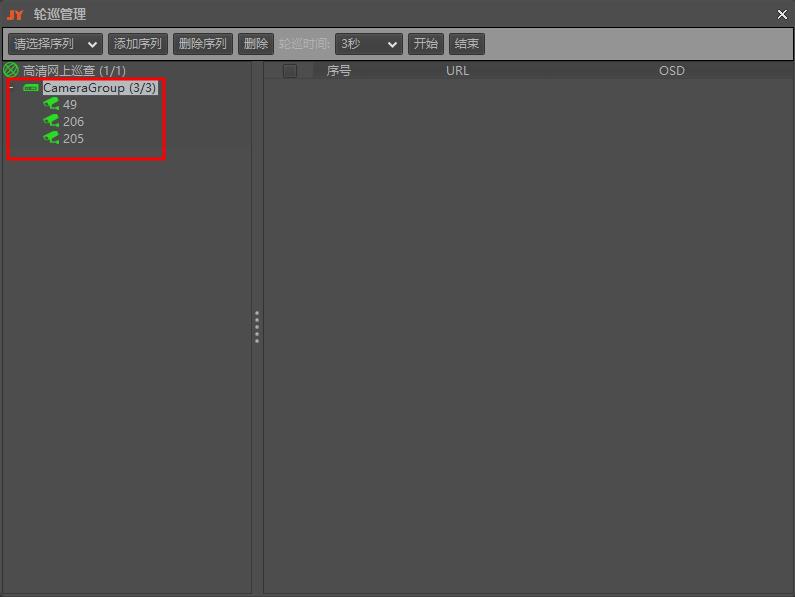 JY 轮巡管理
请选择序列 添加序列 删除序列 删除 轮巡时间: 3秒 开始 结束
高清网上巡查 (1/1)
序号 URL OSD
CameraGroup (3/3)
49
206
205